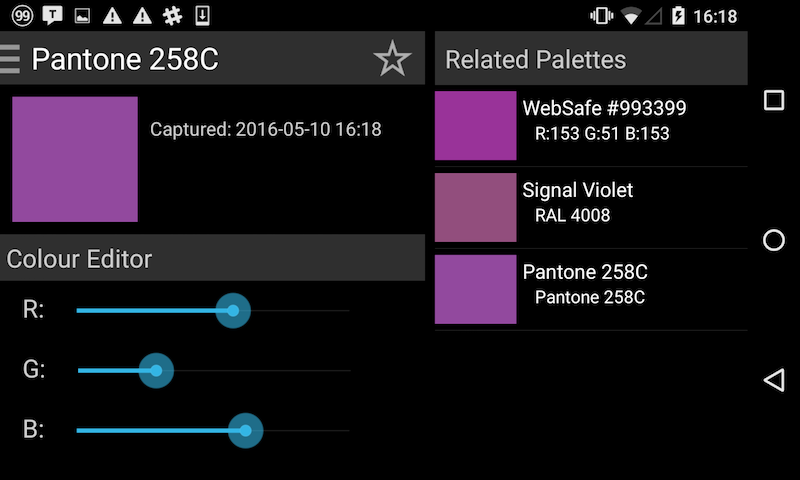 99
T
16:18
Pantone 258C
Captured: 2016-05-10 16:18
Colour Editor
R:
G:
B:
Related Palettes
WebSafe #993399
R:153 G:51 B:153
Signal Violet
RAL 4008
Pantone 258C
Pantone 258C